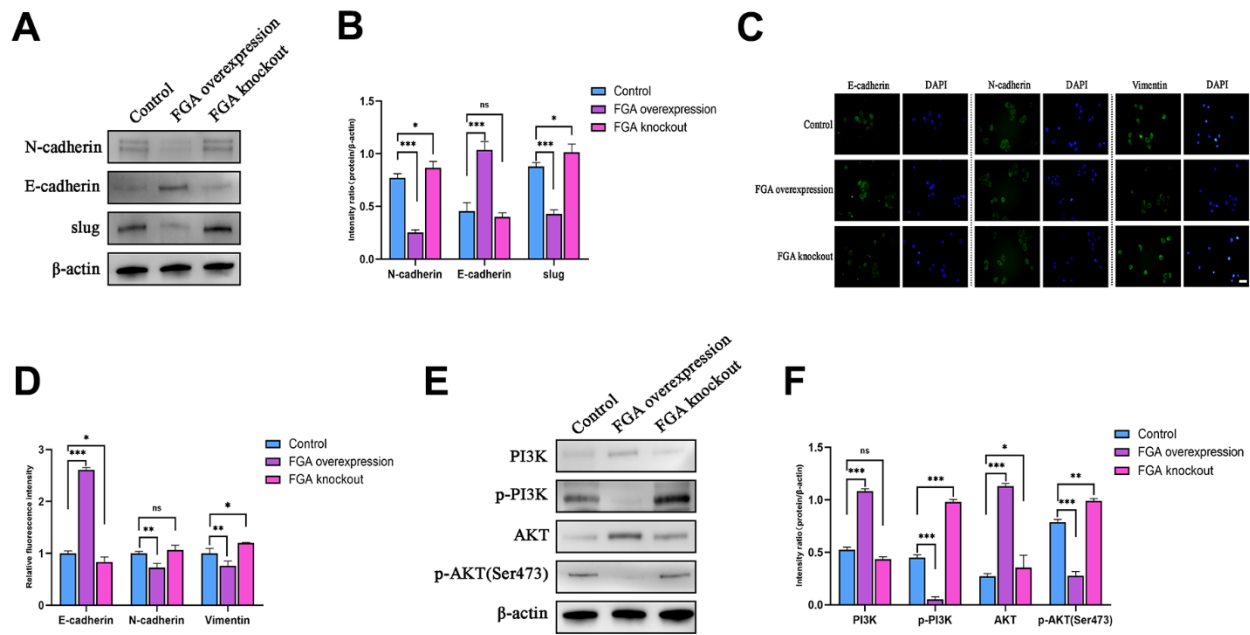 A
Control
FGA overexpression
FGA knockout
N-cadherin
E-cadherin
slug
β-actin
B
Control
FGA overexpression
FGA knockout
Intensity ratio(protein/β-actin)
1.5
1.0
0.5
0.0
*
***
ns
***
*
***
N-cadherin
E-cadherin
slug
C
E-cadherin DAPI N-cadherin DAPI Vimentin DAPI
Control
FGA overexpression
FGA knockout
D
Control
FGA overexpression
FGA knockout
Relative fluorescence intensity
3
2
1
0
*
***
ns
**
*
**
E-cadherin
N-cadherin
Vimentin
E
Control
FGA overexpression
FGA knockout
PI3K
p-PI3K
AKT
p-AKT(Ser473)
β-actin
F
Control
FGA overexpression
FGA knockout
Intensity ratio(protein/β-actin)
1.5
1.0
0.5
0.0
ns
***
***
***
*
***
**
***
PI3K
p-PI3K
AKT
p-AKT(Ser473)